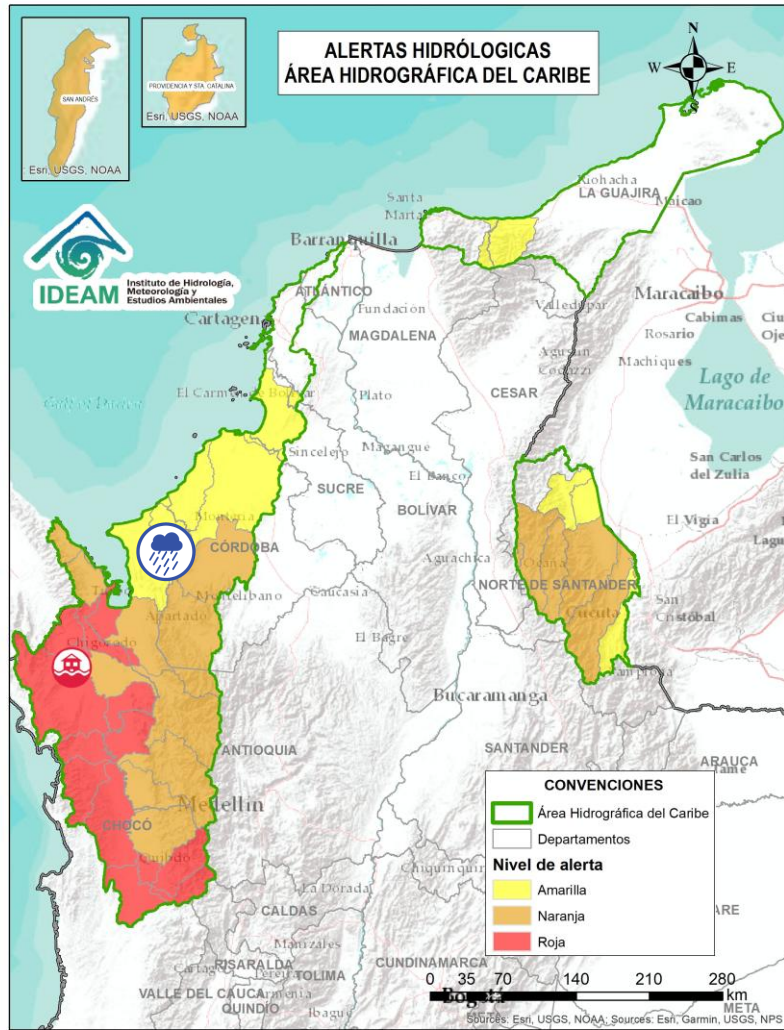 ALERTAS HIDRÓLOGICAS
ÁREA HIDROGRÁFICA DEL CARIBE
N
W
E
S
SAN ANDRÉS
Esri, USGS, NOAA
PROVIDENCIA Y STA. CATALINA
Esri, USGS, NOAA
IDEAM
Instituto de Hidrología,
Meteorología y
Estudios Ambientales
Riohacha
LA GUAJIRA
Maicao
Santa
Marta
Barranquilla
ATLÁNTICO
Maracaibo
Cabimas
Fundación
Valledupar
Cartagen
Rosario
MAGDALENA
Agustín
Codazzi
Machiques
Lago de
Maracaibo
El Carmen de Bolívar
Plato
CESAR
Sincelejo
Magangue
San Carlos
del Zulia
El Banco
SUCRE
BOLÍVAR
Montería
El Vigía
CÓRDOBA
Aguachica
Ocaña
NORTE DE SANTANDER
Montelíbano
Caucasia
Apartadó
Cúcuta
San
Cristóbal
El Bagre
Chigorodó
Pamplona
Bucaramanga
ANTIOQUIA
SANTANDER
ARAUCA
Medellín
CHOCÓ
Quibdó
La Dorada
CALDAS
Manizales
RISARALDA
TOLIMA
CUNDINAMARCA
VALLE DEL CAUCA
Armenia
QUINDÍO
Ibagué
Bogotá
META
META
CONVENCIONES
Área Hidrográfica del Caribe
Departamentos
Nivel de alerta
Amarilla
Naranja
Roja
0 35 70 140 210 280
km
Sources: Esri, USGS, NOAA; Sources: Esri, Garmin, USGS, NPS